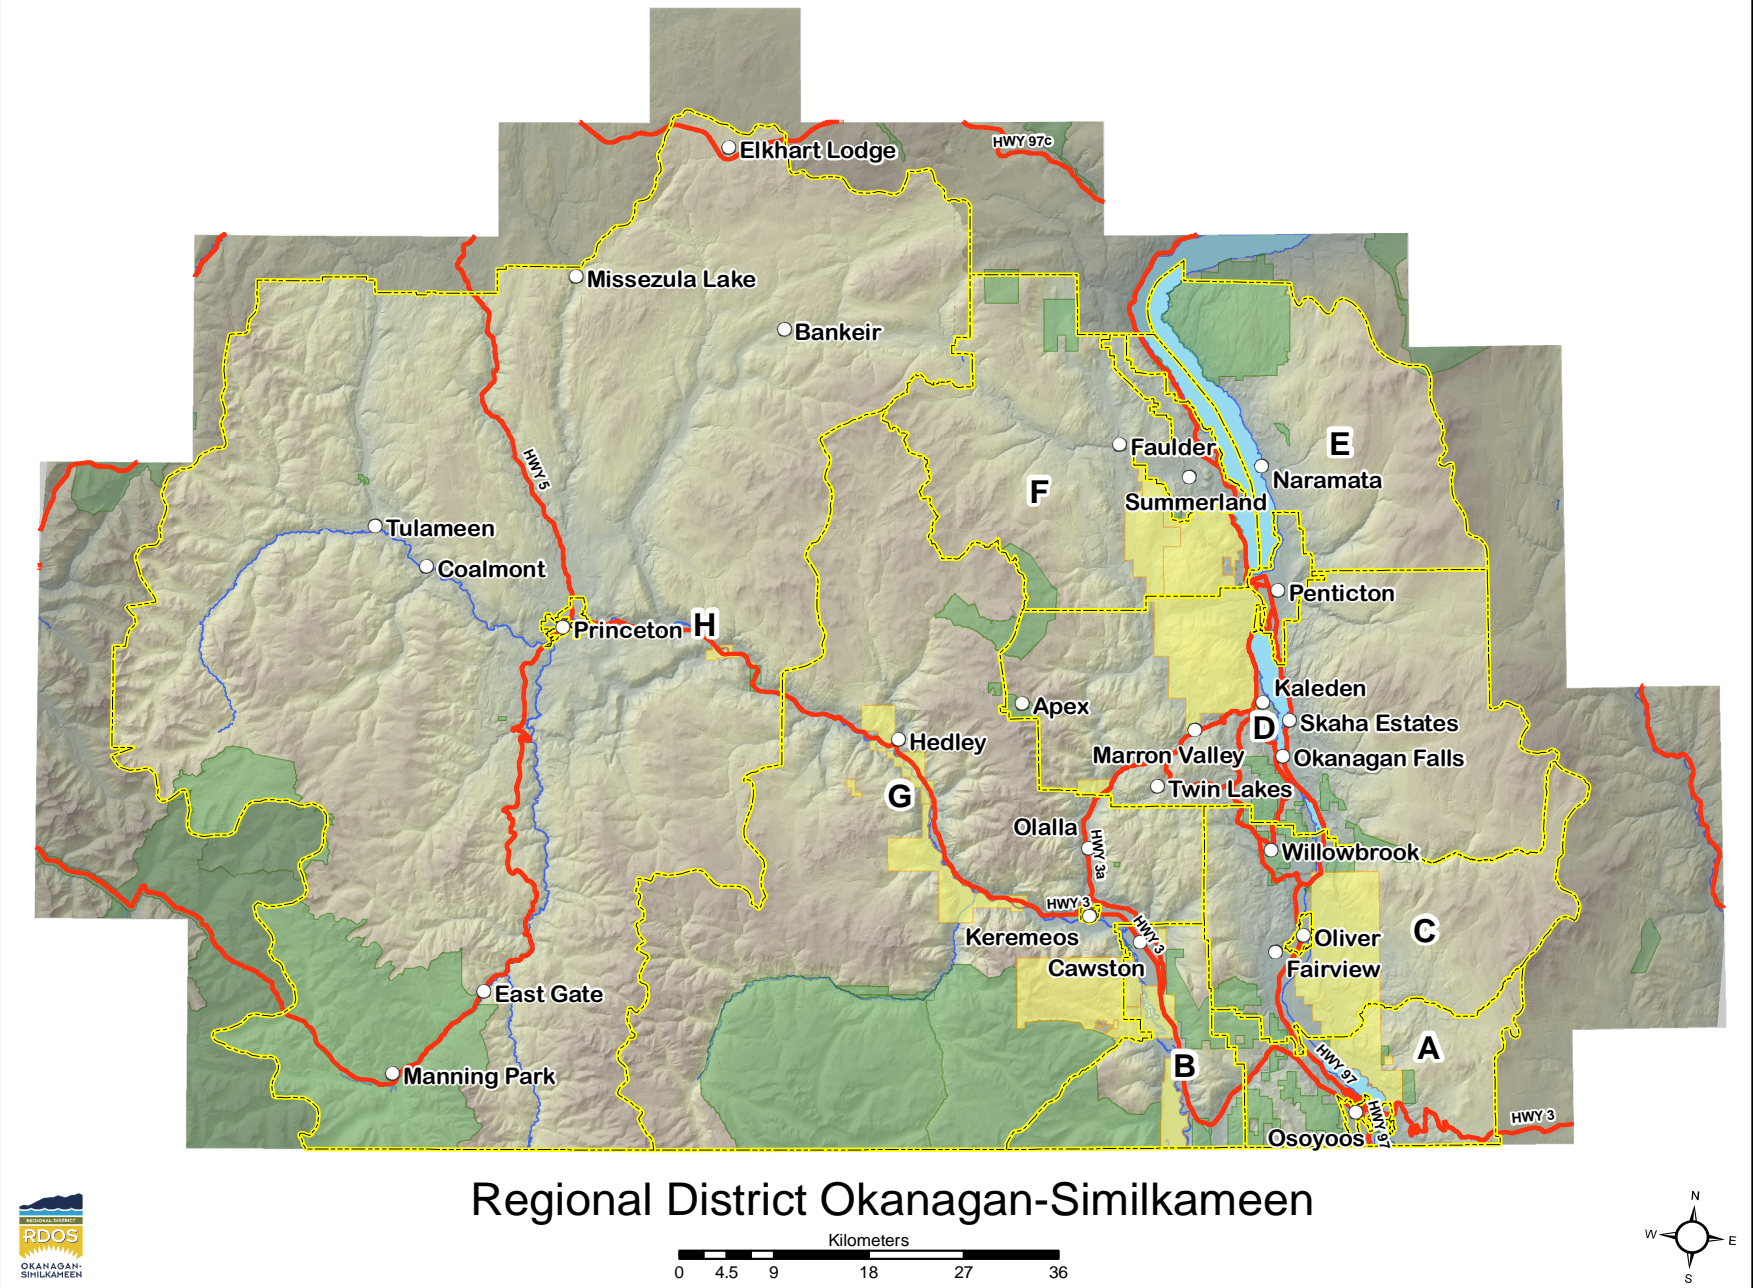 HWY 97c
Elkhart Lodge
Missezula Lake
Bankeir
E
Faulder
HWY 5
Naramata
F
Summerland
Tulameen
Coalmont
Penticton
Princeton
H
Kaleden
Apex
Skaha Estates
D
Hedley
Marron Valley
Okanagan Falls
Twin Lakes
G
Olalla
HWY 3a
Willowbrook
HWY 3
HWY 3
C
Keremeos
Oliver
Cawston
Fairview
East Gate
A
HWY 97
B
Manning Park
HWY 97
HWY 3
Osoyoos
Regional District Okanagan-Similkameen
Kilometers
0 4.5 9 18 27 36
REGIONAL DISTRICT
RDOS
OKANAGAN-
SIMILKAMEEN
N
W E
S